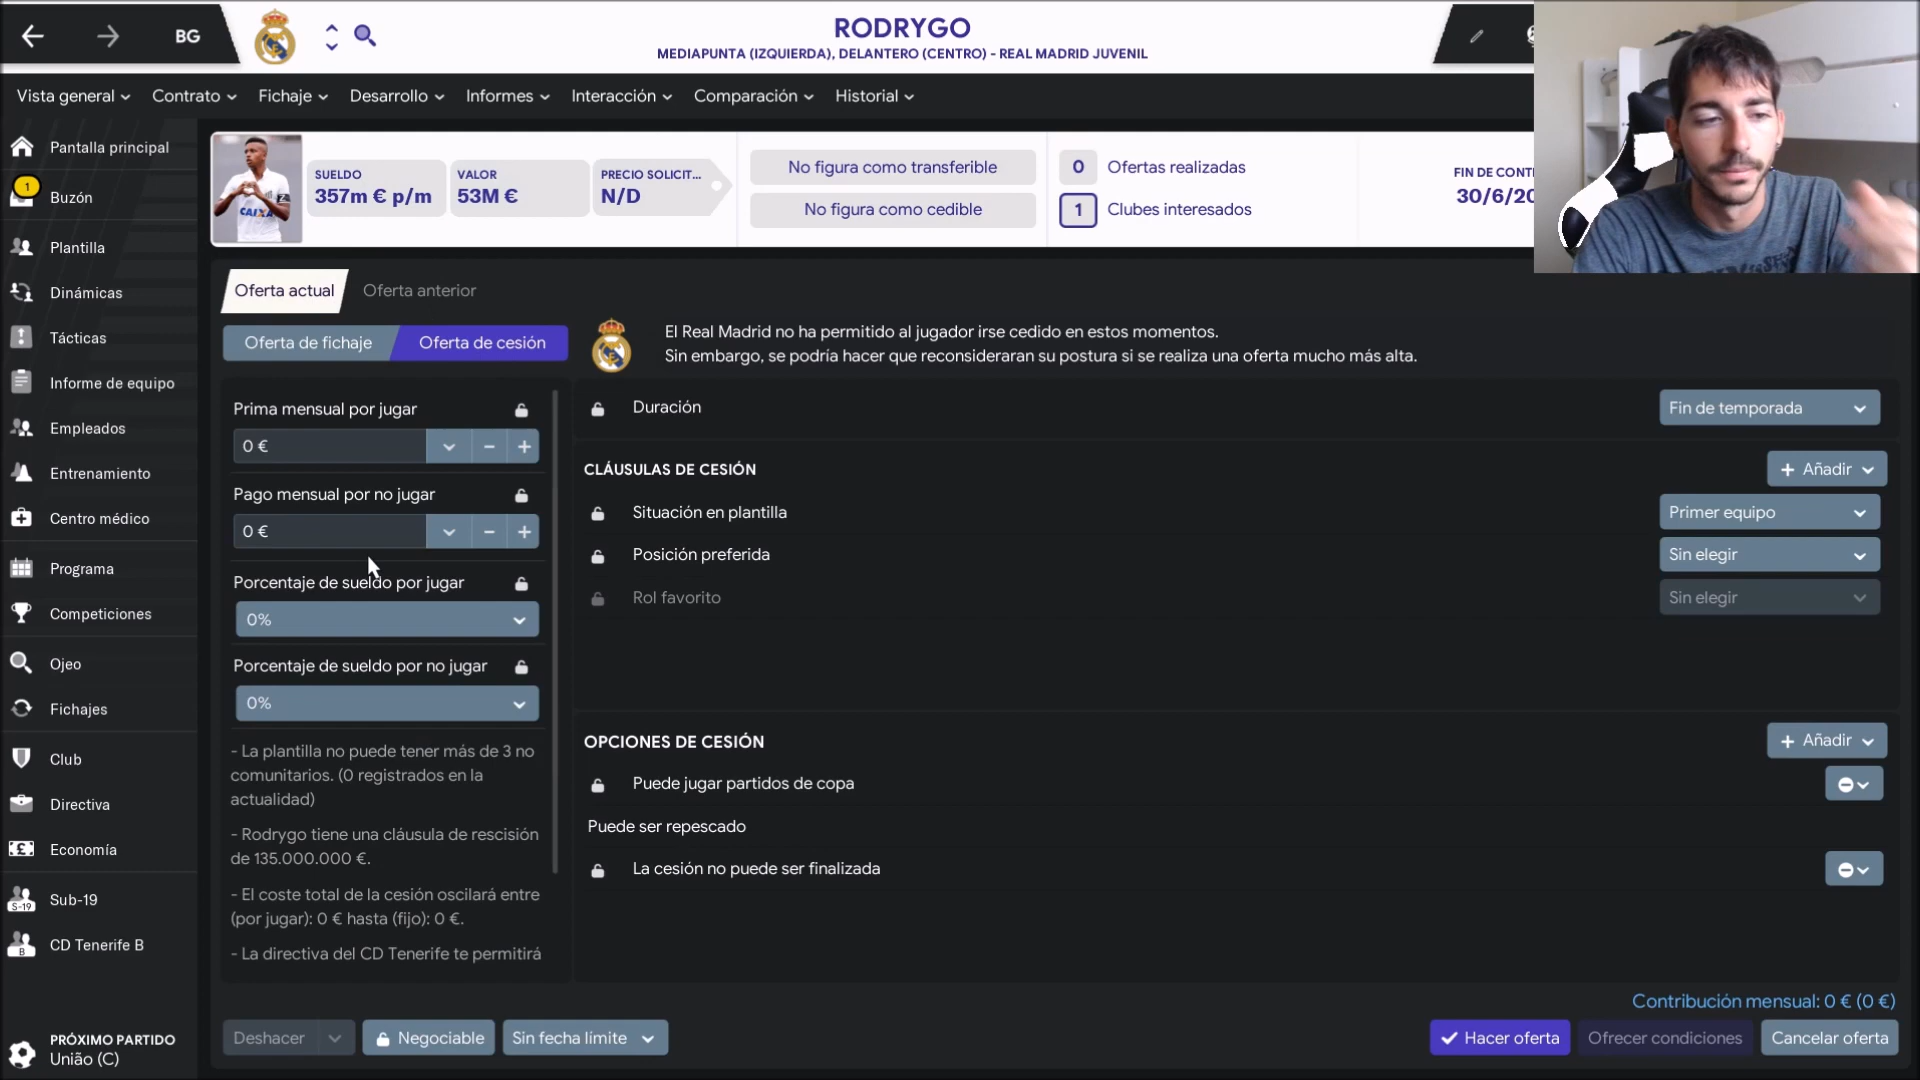 BG
RODRYGO
MEDIAPUNTA (IZQUIERDA), DELANTERO (CENTRO) - REAL MADRID JUVENIL
Vista general
Contrato
Fichaje
Desarrollo
Informes
Interacción
Comparación
Historial
Pantalla principal
1
Buzón
Plantilla
Dinámicas
Tácticas
Informe de equipo
Empleados
Entrenamiento
Centro médico
Programa
Competiciones
Ojeo
Fichajes
Club
Directiva
Economía
S-19
Sub-19
B
CD Tenerife B
PRÓXIMO PARTIDO
União (C)
CAIXA
SUELDO
357m € p/m
VALOR
53M €
PRECIO SOLICIT...
N/D
No figura como transferible
No figura como cedible
0 Ofertas realizadas
1 Clubes interesados
FIN DE CONT
30/6/20
Oferta actual
Oferta anterior
Oferta de fichaje
Oferta de cesión
El Real Madrid no ha permitido al jugador irse cedido en estos momentos.
Sin embargo, se podría hacer que reconsideraran su postura si se realiza una oferta mucho más alta.
Prima mensual por jugar
0 €
Pago mensual por no jugar
0 €
Porcentaje de sueldo por jugar
0%
Porcentaje de sueldo por no jugar
0%
- La plantilla no puede tener más de 3 no
comunitarios. (0 registrados en la
actualidad)
- Rodrygo tiene una cláusula de rescisión
de 135.000.000 €.
- El coste total de la cesión oscilará entre
(por jugar): 0 € hasta (fijo): 0 €.
- La directiva del CD Tenerife te permitirá
Duración
Fin de temporada
CLÁUSULAS DE CESIÓN
Añadir
Situación en plantilla
Primer equipo
Posición preferida
Sin elegir
Rol favorito
Sin elegir
OPCIONES DE CESIÓN
Añadir
Puede jugar partidos de copa
Puede ser repescado
La cesión no puede ser finalizada
Contribución mensual: 0 € (0 €)
Deshacer
Negociable
Sin fecha límite
Hacer oferta
Ofrecer condiciones
Cancelar oferta